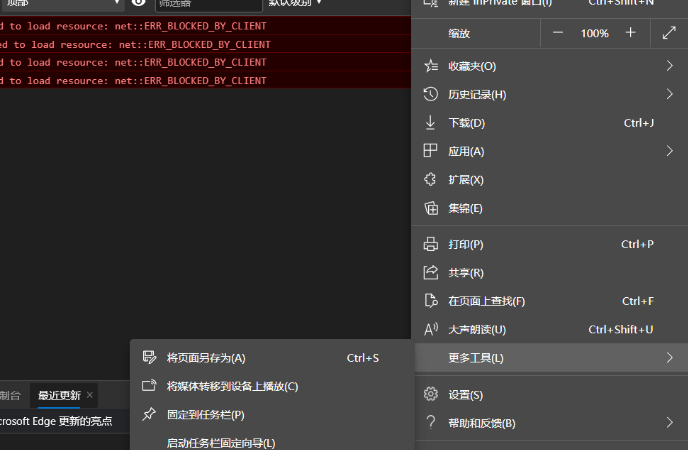 顶部
筛选器
默认级别
d to load resource: net::ERR_BLOCKED_BY_CLIENT
ed to load resource: net::ERR_BLOCKED_BY_CLIENT
d to load resource: net::ERR_BLOCKED_BY_CLIENT
d to load resource: net::ERR_BLOCKED_BY_CLIENT
新建 InPrivate 窗口(I) Ctrl+Shift+N
缩放 — 100% +
收藏夹(O)
历史记录(H)
下载(D) Ctrl+J
应用(A)
扩展(X)
集锦(E)
打印(P) Ctrl+P
共享(R)
在页面上查找(F) Ctrl+F
大声朗读(U) Ctrl+Shift+U
更多工具(L)
设置(S)
帮助和反馈(B)
将页面另存为(A) Ctrl+S
将媒体转移到设备上播放(C)
固定到任务栏(P)
启动任务栏固定向导(L)
制台 最近更新 ×
crosoft Edge 更新的亮点